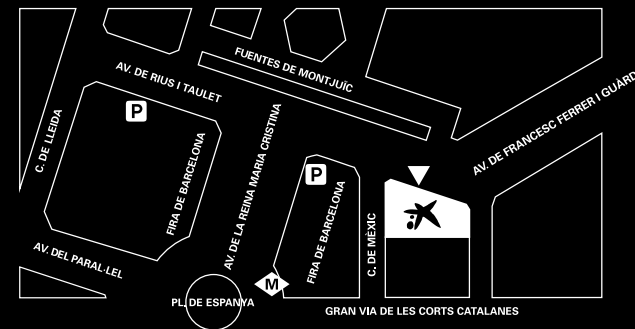 FUENTES DE MONTJUÏC
AV. DE RIUS I TAULET
P
AV. DE FRANCESC FERRER I GUÀRD
C. DE LLEIDA
FIRA DE BARCELONA
AV. DE LA REINA MARIA CRISTINA
P
FIRA DE BARCELONA
C. DE MÈXIC
AV. DEL PARAL·LEL
M
PL. DE ESPANYA
GRAN VIA DE LES CORTS CATALANES